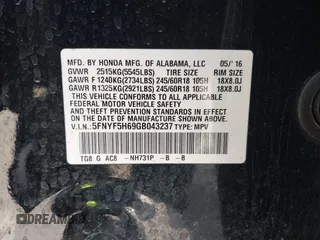 MFD. BY HONDA MFG. OF ALABAMA, LLC 05/'16
GVWR 2515KG(5545LBS) TIRE SIZE RIM SIZE
GAWR F 1240KG(2734LBS) 245/60R18 105H 18X8.0J
GAWR R1325KG(2921LBS) 245/60R18 105H 18X8.0J
THIS VEHICLE CONFORMS TO ALL APPLICABLE
FEDERAL MOTOR VEHICLE SAFETY, BUMPER,
AND THEFT PREVENTION STANDARDS IN EFFECT
ON THE DATE OF MANUFACTURE SHOWN ABOVE.
V.I.N.:5FNYF5H69GB043237 TYPE: MPV
TG8 G AC8 -NH731P -B -B